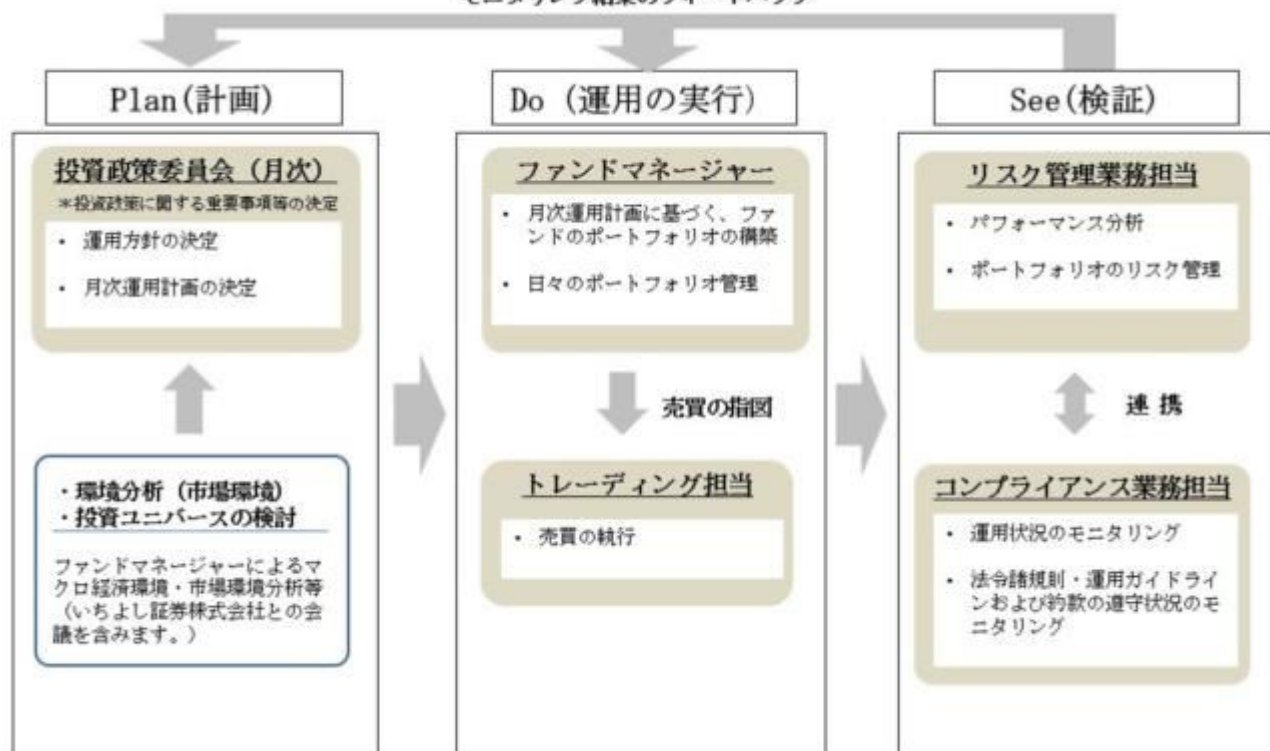 Plan(計画)
投資政策委員会（月次）
＊投資政策に関する重要事項等の決定
・ 運用方針の決定
・ 月次運用計画の決定
・環境分析（市場環境）
・投資ユニバースの検討
ファンドマネージャーによるマ
クロ経済環境・市場環境分析等
（いちよし証券株式会社との会
議を含みます。）
Do (運用の実行)
ファンドマネージャー
・ 月次運用計画に基づく、ファ
ンドのポートフォリオの構築
・ 日々のポートフォリオ管理
売買の指図
トレーディング担当
・ 売買の執行
See(検証)
リスク管理業務担当
・ パフォーマンス分析
・ ポートフォリオのリスク管理
連 携
コンプライアンス業務担当
・ 運用状況のモニタリング
・ 法令諸規則・運用ガイドライ
ンおよび約款の遵守状況のモ
ニタリング